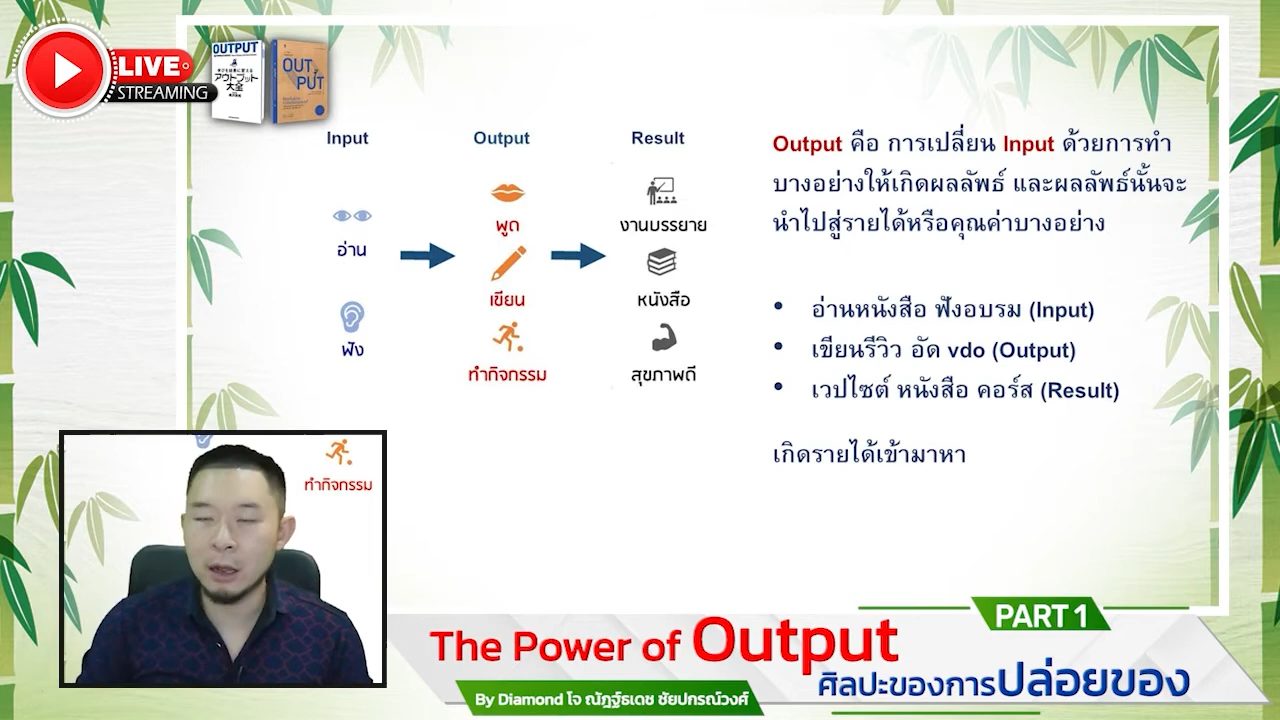 LIVE
STREAMING
OUTPUT
アウトプット
大全
OUT
PUT
Input
Output
Result
อ่าน
ฟัง
พูด
เขียน
ทำกิจกรรม
งานบรรยาย
หนังสือ
สุขภาพดี
Output คือ การเปลี่ยน Input ด้วยการทำ
บางอย่างให้เกิดผลลัพธ์ และผลลัพธ์นั้นจะ
นำไปสู่รายได้หรือคุณค่าบางอย่าง
• อ่านหนังสือ ฟังอบรม (Input)
• เขียนรีวิว อัด vdo (Output)
• เวปไซต์ หนังสือ คอร์ส (Result)
เกิดรายได้เข้ามาหา
ทำกิจกรรม
PART 1
The Power of Output
ศิลปะของการปล่อยของ
By Diamond โจ ณัฏฐ์ธเดช ชัยปกรณ์วงศ์